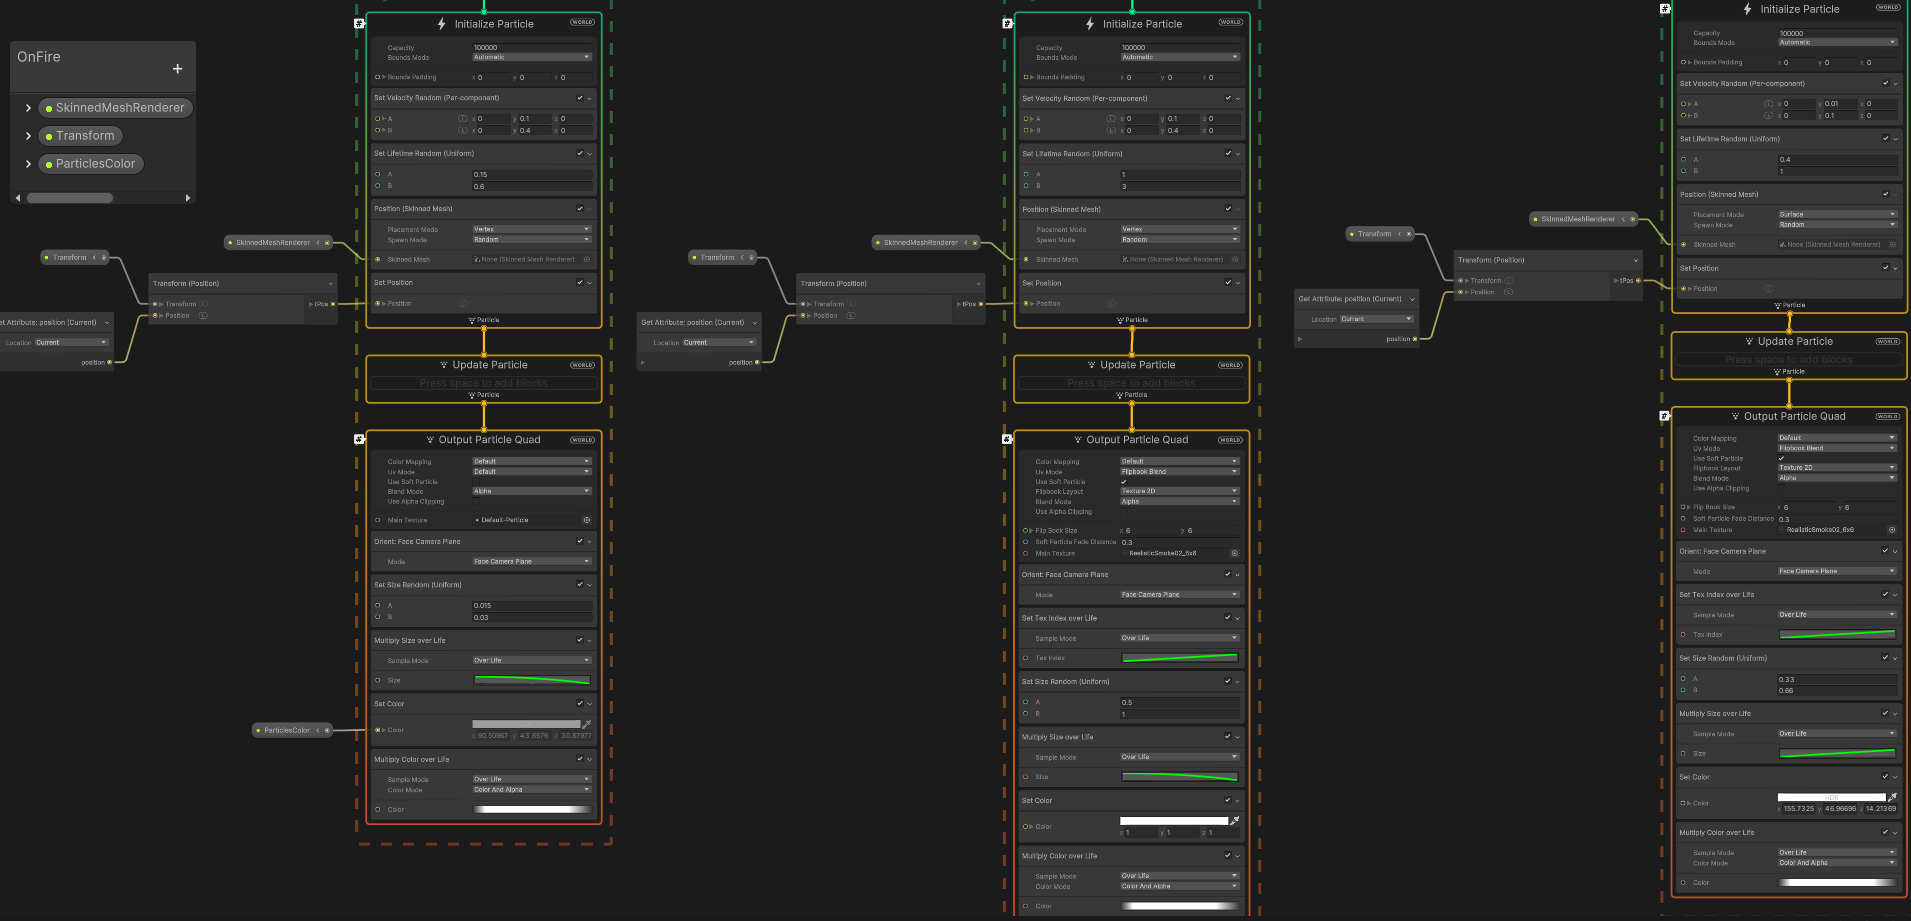 OnFire
+
SkinnedMeshRenderer
Transform
ParticlesColor
Initialize Particle
WORLD
Capacity 100000
Bounds Mode Automatic
Bounds Padding x 0 y 0 z 0
Set Velocity Random (Per-component)
A L x 0 y 0.1 z 0
B L x 0 y 0.4 z 0
Set Lifetime Random (Uniform)
A 0.15
B 0.6
Position (Skinned Mesh)
Placement Mode Vertex
Spawn Mode Random
Skinned Mesh None (Skinned Mesh Renderer)
Set Position
Position L
Particle
SkinnedMeshRenderer
Transform
Transform (Position)
Transform L tPos
Position L
et Attribute: position (Current)
Location Current
position
Update Particle WORLD
Press space to add blocks
Particle
#
Output Particle Quad WORLD
Color Mapping Default
Uv Mode Default
Use Soft Particle
Blend Mode Alpha
Use Alpha Clipping
Main Texture Default-Particle
Orient: Face Camera Plane
Mode Face Camera Plane
Set Size Random (Uniform)
A 0.015
B 0.03
Multiply Size over Life
Sample Mode Over Life
Size
Set Color
HDR
Color x 90.50967 y 43.6576 z 30.87977
ParticlesColor
Multiply Color over Life
Sample Mode Over Life
Color Mode Color And Alpha
Color
#
Initialize Particle WORLD
Capacity 100000
Bounds Mode Automatic
Bounds Padding x 0 y 0 z 0
Set Velocity Random (Per-component)
A L x 0 y 0.1 z 0
B L x 0 y 0.4 z 0
Set Lifetime Random (Uniform)
A 1
B 3
Position (Skinned Mesh)
Placement Mode Vertex
Spawn Mode Random
Skinned Mesh None (Skinned Mesh Renderer)
Set Position
Position L
Particle
SkinnedMeshRenderer
Transform
Transform (Position)
Transform L tPos
Position L
Get Attribute: position (Current)
Location Current
position
Update Particle WORLD
Press space to add blocks
Particle
#
Output Particle Quad WORLD
Color Mapping Default
Uv Mode Flipbook Blend
Use Soft Particle
Flipbook Layout Texture 2D
Blend Mode Alpha
Use Alpha Clipping
Flip Book Size x 6 y 6
Soft Particle Fade Distance 0.3
Main Texture RealisticSmoke02_6x6
Orient: Face Camera Plane
Mode Face Camera Plane
Set Tex Index over Life
Sample Mode Over Life
Tex Index
Set Size Random (Uniform)
A 0.5
B 1
Multiply Size over Life
Sample Mode Over Life
Size
Set Color
Color
x 1 y 1 z 1
Multiply Color over Life
Sample Mode Over Life
Color Mode Color And Alpha
Color
#
Initialize Particle WORLD
Capacity 100000
Bounds Mode Automatic
Bounds Padding x 0 y 0 z 0
Set Velocity Random (Per-component)
A L x 0 y 0.01 z 0
B L x 0 y 0.1 z 0
Set Lifetime Random (Uniform)
A 0.4
B 1
Position (Skinned Mesh)
Placement Mode Surface
Spawn Mode Random
Skinned Mesh None (Skinned Mesh Renderer)
Set Position
Position L
Particle
SkinnedMeshRenderer
Transform
Transform (Position)
Transform L tPos
Position L
Get Attribute: position (Current)
Location Current
position
Update Particle WORLD
Press space to add blocks
Particle
#
Output Particle Quad WORLD
Color Mapping Default
Uv Mode Flipbook Blend
Use Soft Particle
Flipbook Layout Texture 2D
Blend Mode Alpha
Use Alpha Clipping
Flip Book Size x 6 y 6
Soft Particle Fade Distance 0.3
Main Texture RealisticSmoke02_6x6
Orient: Face Camera Plane
Mode Face Camera Plane
Set Tex Index over Life
Sample Mode Over Life
Tex Index
Set Size Random (Uniform)
A 0.33
B 0.66
Multiply Size over Life
Sample Mode Over Life
Size
Set Color
HDR
Color
x 155.7325 y 46.96696 z 14.21369
Multiply Color over Life
Sample Mode Over Life
Color Mode Color And Alpha
Color